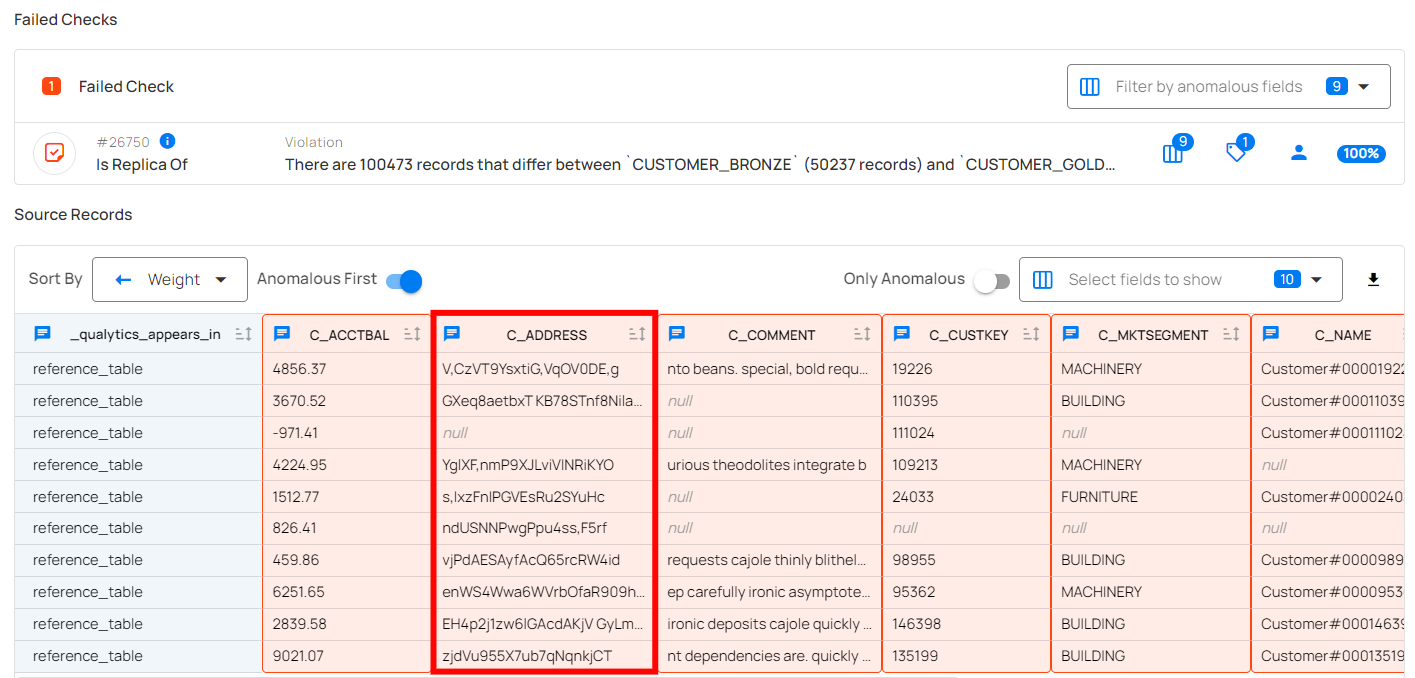 Failed Checks
1 Failed Check Filter by anomalous fields 9
#26750 Violation 9 1
Is Replica Of There are 100473 records that differ between `CUSTOMER_BRONZE` (50237 records) and `CUSTOMER_GOLD... 100%
Source Records
Sort By Weight Anomalous First Only Anomalous Select fields to show 10
_qualytics_appears_in C_ACCTBAL C_ADDRESS C_COMMENT C_CUSTKEY C_MKTSEGMENT C_NAME
reference_table 4856.37 V,CzVT9YsxtiG,VqOV0DE,g nto beans. special, bold requ... 19226 MACHINERY Customer#00001922
reference_table 3670.52 GXeq8aetbxT KB78STnf8Nila... null 110395 BUILDING Customer#00011039
reference_table -971.41 null null 111024 null Customer#00011102
reference_table 4224.95 YglXF,nmP9XJLviVINRiKYO urious theodolites integrate b 109213 MACHINERY null
reference_table 1512.77 s,lxzFnlPGVEsRu2SYuHc null 24033 FURNITURE Customer#0000240
reference_table 826.41 ndUSNNPwgPpu4ss,F5rf null null null null
reference_table 459.86 vjPdAESAyfAcQ65rcRW4id requests cajole thinly blithel... 98955 BUILDING Customer#0000989
reference_table 6251.65 enWS4Wwa6WVrbOfaR909h... ep carefully ironic asymptote... 95362 MACHINERY Customer#0000953
reference_table 2839.58 EH4p2j1zw6lGAcdAKjV GyLm... ironic deposits cajole quickly ... 146398 BUILDING Customer#00014639
reference_table 9021.07 zjdVu955X7ub7qNqnkjCT nt dependencies are. quickly ... 135199 BUILDING Customer#00013519